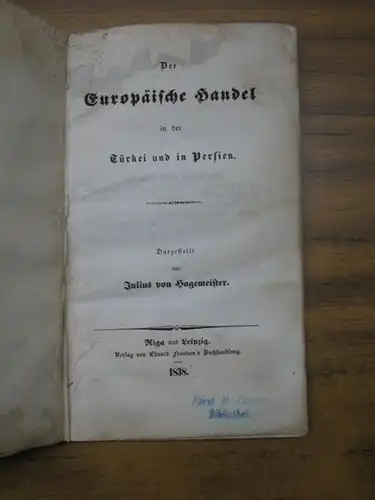 Der
Europäische Handel
in der
Türkei und in Persien.
Dargestellt
von
Julius von Hagemeister.
Riga und Leipzig.
Verlag von Eduard Frantzen's Buchhandlung.
1838.
Fürst
Bibliothek